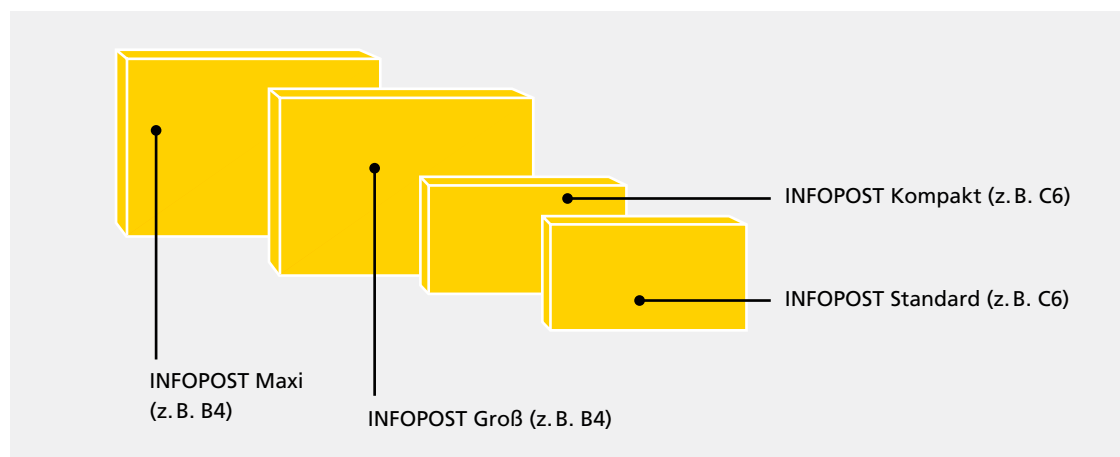 INFOPOST Kompakt (z. B. C6)
INFOPOST Standard (z. B. C6)
INFOPOST Maxi
(z. B. B4)
INFOPOST Groß (z. B. B4)